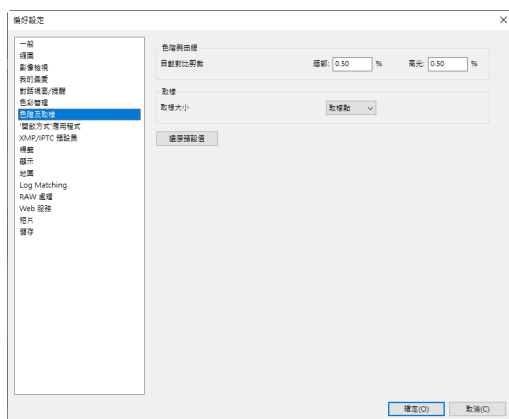 偏好設定
一般
縮圖
影像檢視
我的最愛
對話視窗/提醒
色彩管理
色階及取樣
'開啟方式'應用程式
XMP/IPTC 預設集
標籤
顯示
地圖
Log Matching
RAW 處理
Web 服務
短片
儲存
色階與曲線
自動對比剪裁 暗部: 0.50 % 高光: 0.50 %
取樣
取樣大小 取樣點
還原預設值
確定(O) 取消(C)